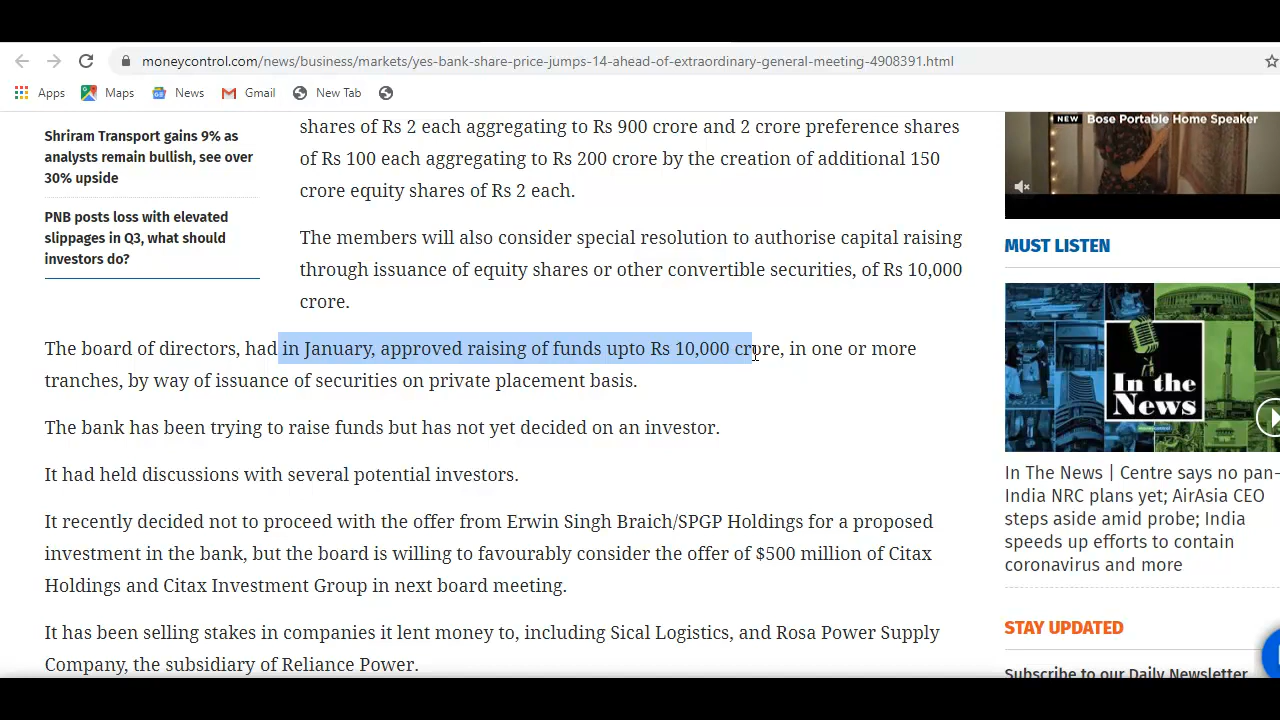 moneycontrol.com/news/business/markets/yes-bank-share-price-jumps-14-ahead-of-extraordinary-general-meeting-4908391.html
Apps Maps News Gmail New Tab
Shriram Transport gains 9% as
analysts remain bullish, see over
30% upside
PNB posts loss with elevated
slippages in Q3, what should
investors do?
shares of Rs 2 each aggregating to Rs 900 crore and 2 crore preference shares
of Rs 100 each aggregating to Rs 200 crore by the creation of additional 150
crore equity shares of Rs 2 each.
The members will also consider special resolution to authorise capital raising
through issuance of equity shares or other convertible securities, of Rs 10,000
crore.
The board of directors, had in January, approved raising of funds upto Rs 10,000 crore, in one or more
tranches, by way of issuance of securities on private placement basis.
The bank has been trying to raise funds but has not yet decided on an investor.
It had held discussions with several potential investors.
It recently decided not to proceed with the offer from Erwin Singh Braich/SPGP Holdings for a proposed
investment in the bank, but the board is willing to favourably consider the offer of $500 million of Citax
Holdings and Citax Investment Group in next board meeting.
It has been selling stakes in companies it lent money to, including Sical Logistics, and Rosa Power Supply
Company, the subsidiary of Reliance Power.
NEW Bose Portable Home Speaker
MUST LISTEN
In the
News
In The News | Centre says no pan-
India NRC plans yet; AirAsia CEO
steps aside amid probe; India
speeds up efforts to contain
coronavirus and more
STAY UPDATED
Subscribe to our Daily Newsletter